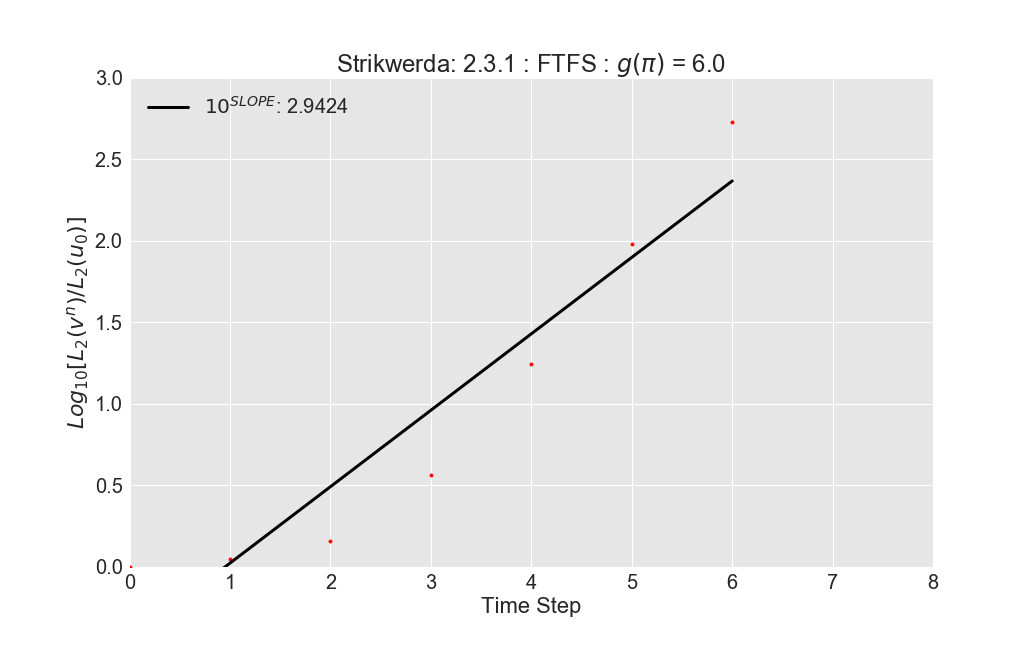 Strikwerda: 2.3.1 : FTFS : g(π) = 6.0
10^SLOPE: 2.9424
3.0
2.5
2.0
1.5
1.0
0.5
0.0
Log₁₀[L₂(vⁿ)/L₂(u₀)]
0 1 2 3 4 5 6 7 8
Time Step